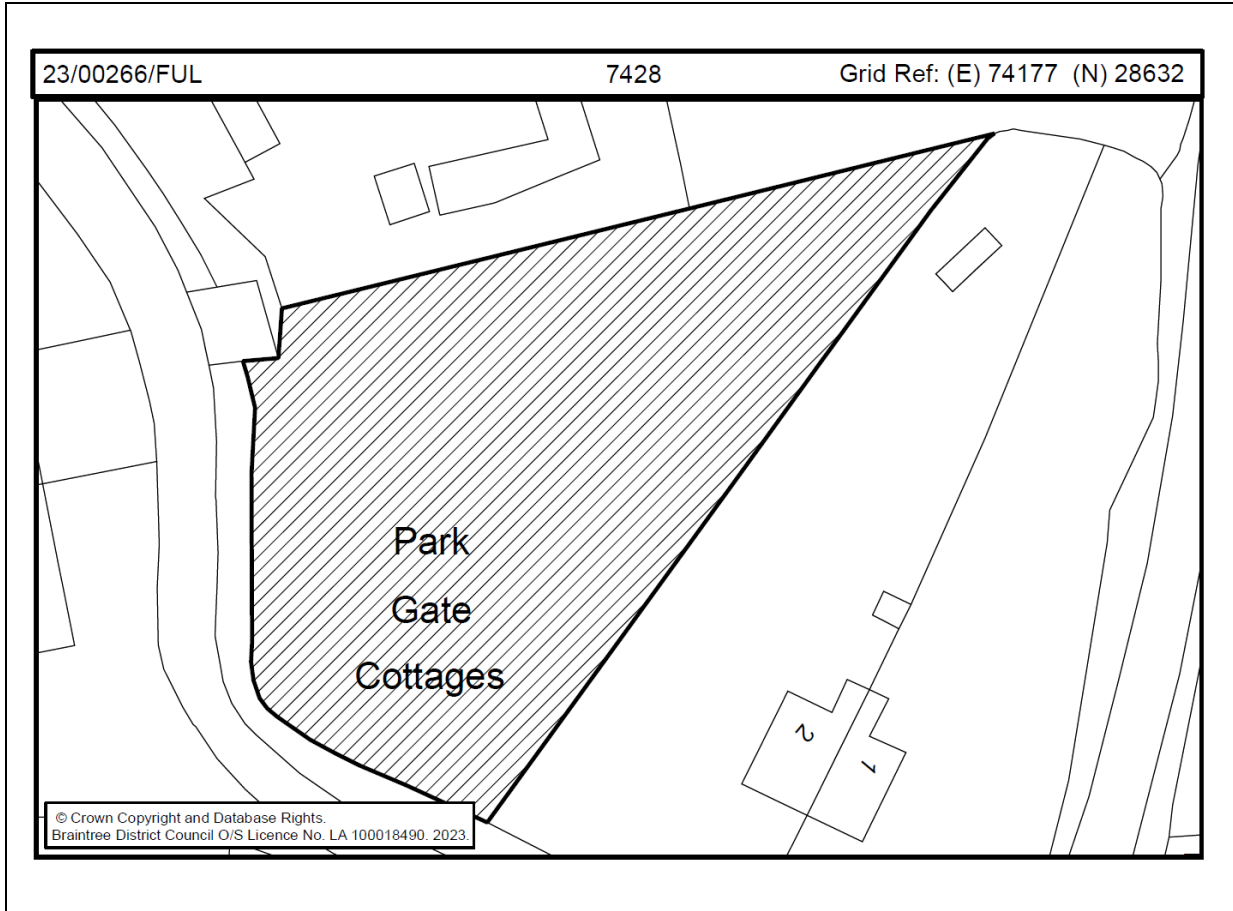 23/00266/FUL 7428 Grid Ref: (E) 74177 (N) 28632
Park
Gate
Cottages
2
1
© Crown Copyright and Database Rights.
Braintree District Council O/S Licence No. LA 100018490. 2023.